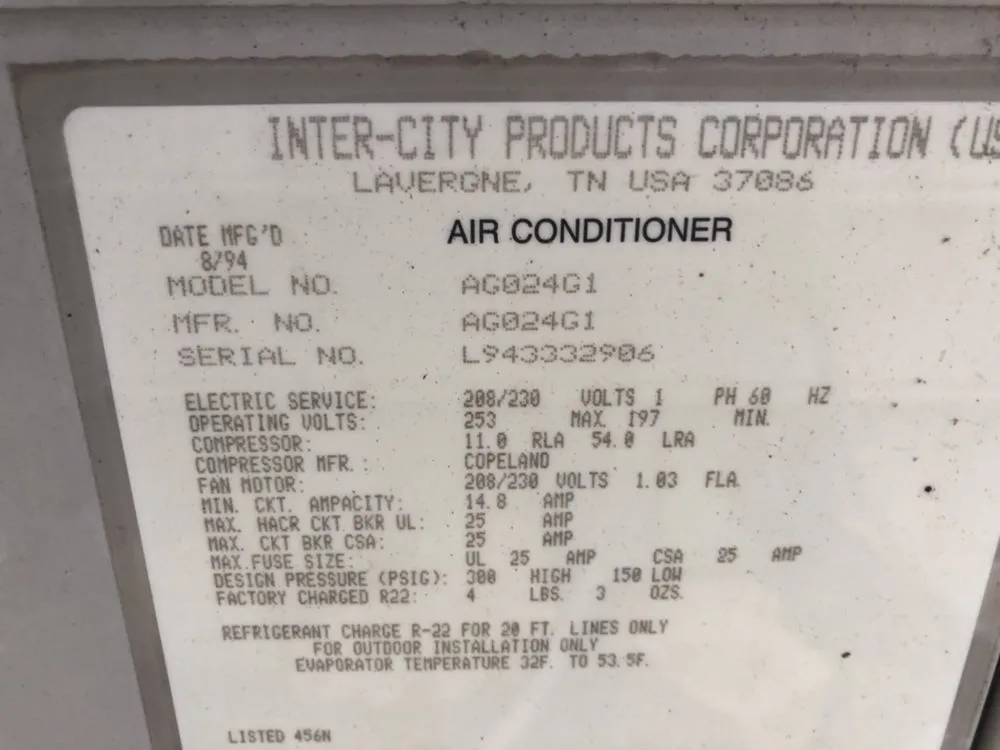 INTER-CITY PRODUCTS CORPORATION (US
LAVERGNE, TN USA 37086
DATE MFG'D
AIR CONDITIONER
8/94
MODEL NO. AG024G1
MFR. NO. AG024G1
SERIAL NO. L943332906
ELECTRIC SERVICE: 208/230 VOLTS 1 PH 60 HZ
OPERATING VOLTS: 253 MAX. 197 MIN.
COMPRESSOR: 11.0 RLA 54.0 LRA
COMPRESSOR MFR.: COPELAND
FAN MOTOR: 208/230 VOLTS 1.03 FLA
MIN. CKT. AMPACITY: 14.8 AMP
MAX. HACR CKT BKR UL: 25 AMP
MAX. CKT BKR CSA: 25 AMP
MAX.FUSE SIZE: UL 25 AMP CSA 25 AMP
DESIGN PRESSURE (PSIG): 300 HIGH 150 LOW
FACTORY CHARGED R22: 4 LBS. 3 OZS.
REFRIGERANT CHARGE R-22 FOR 20 FT. LINES ONLY
FOR OUTDOOR INSTALLATION ONLY
EVAPORATOR TEMPERATURE 32F. TO 53.5F.
LISTED 456N